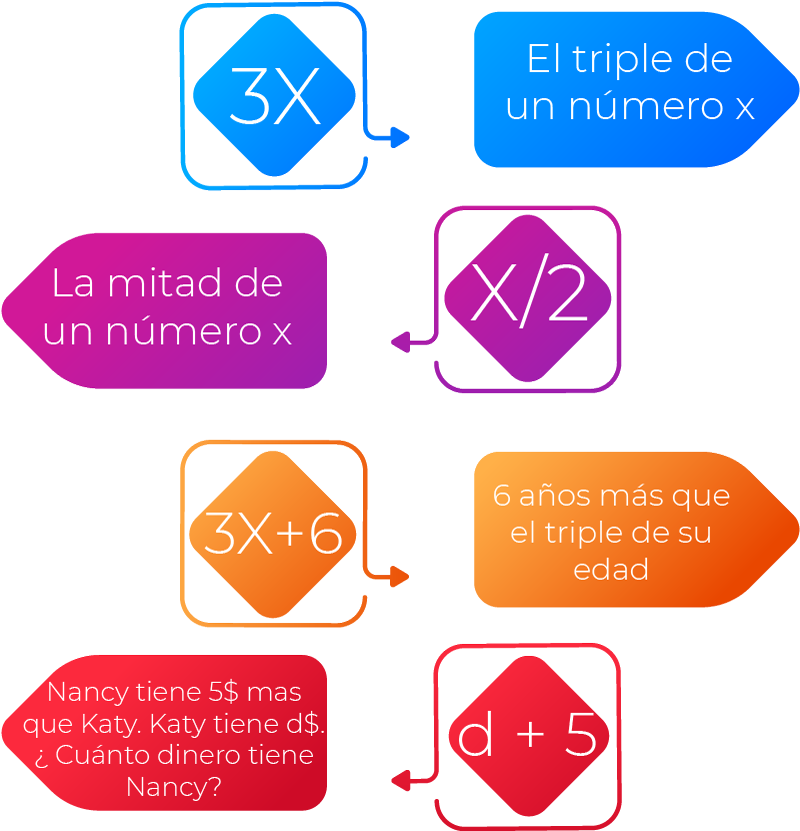 3X
El triple de
un número x
La mitad de
un número x
X/2
3X+6
6 años más que
el triple de su
edad
Nancy tiene 5$ mas
que Katy. Katy tiene d$.
¿ Cuánto dinero tiene
Nancy?
d + 5